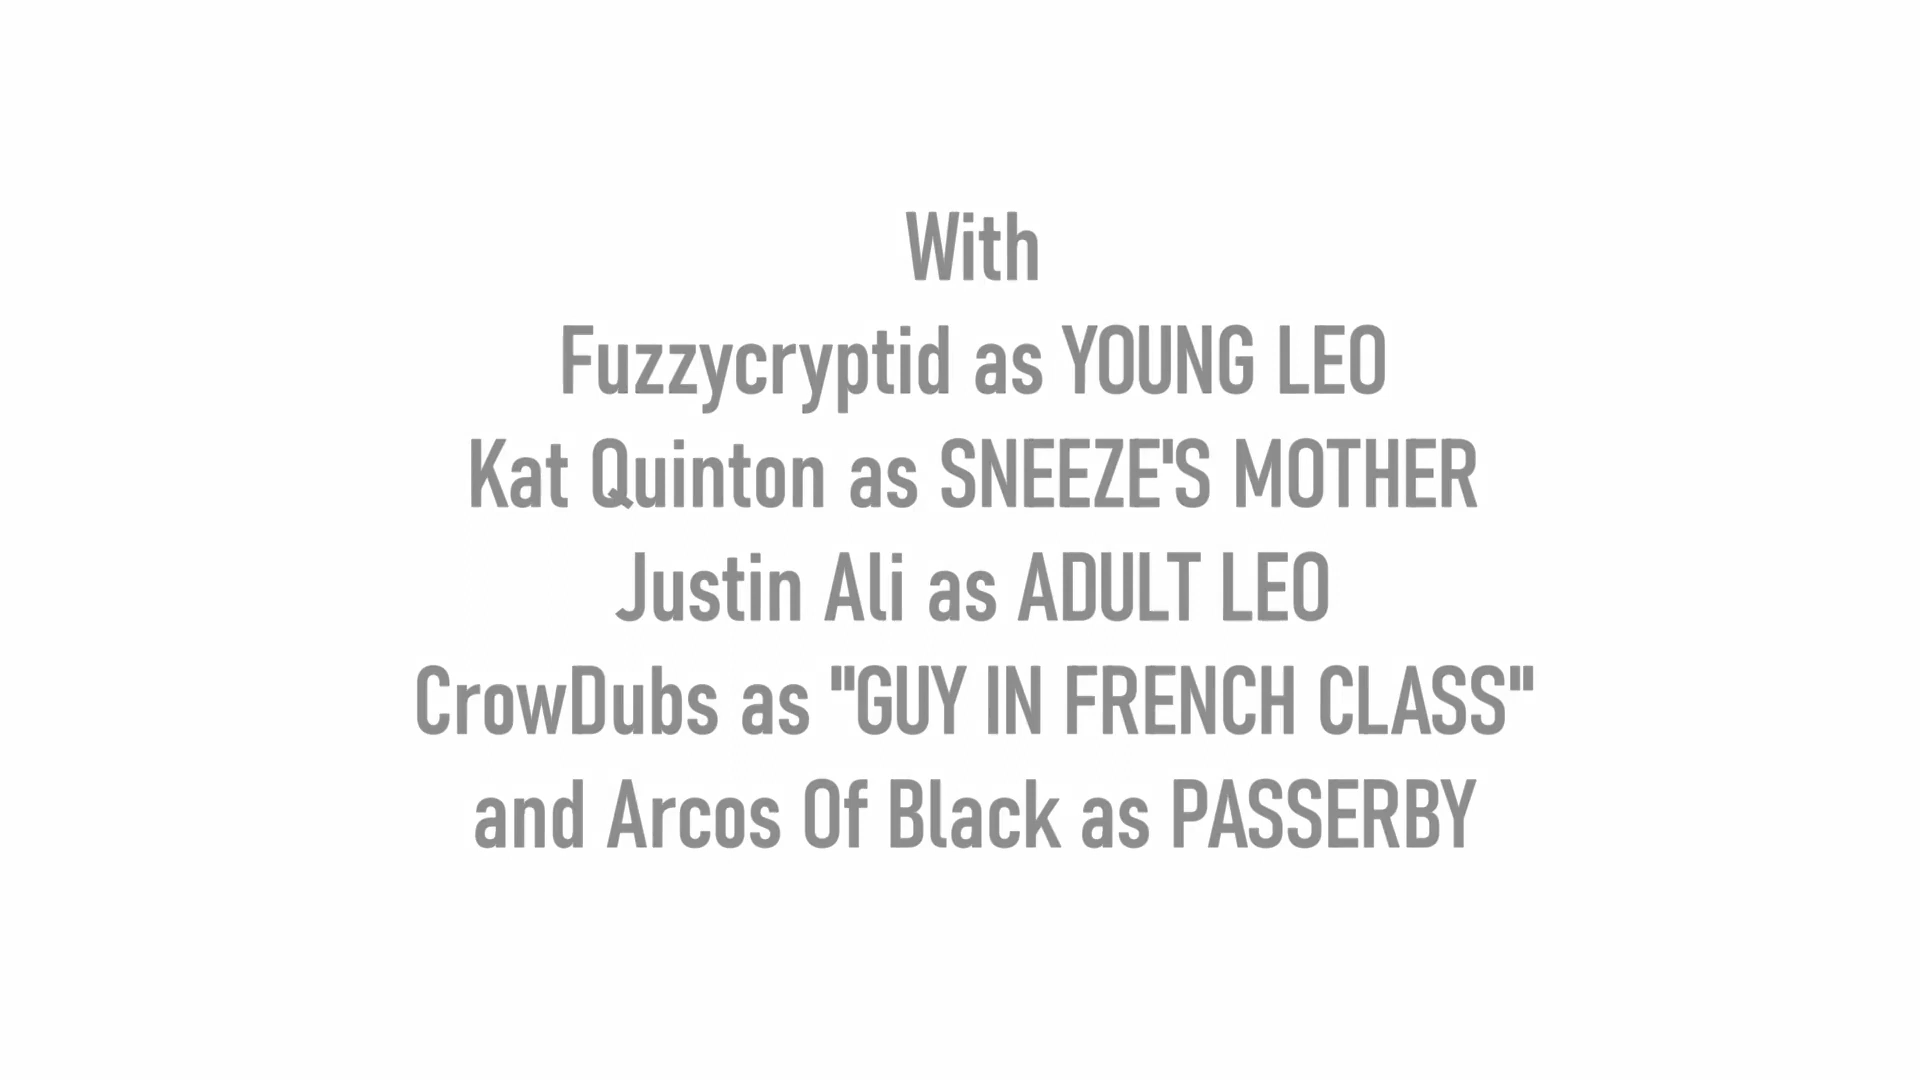 With
Fuzzycryptid as YOUNG LEO
Kat Quinton as SNEEZE'S MOTHER
Justin Ali as ADULT LEO
CrowDubs as "GUY IN FRENCH CLASS"
and Arcos Of Black as PASSERBY